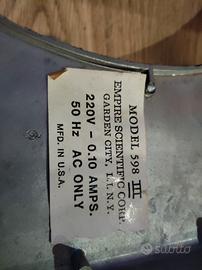 MODEL 598 III
EMPIRE SCIENTIFIC CORP.
GARDEN CITY, L.I. N.Y.
220V – 0.10 AMPS.
50 Hz AC ONLY
MFD. IN U.S.A.
subito